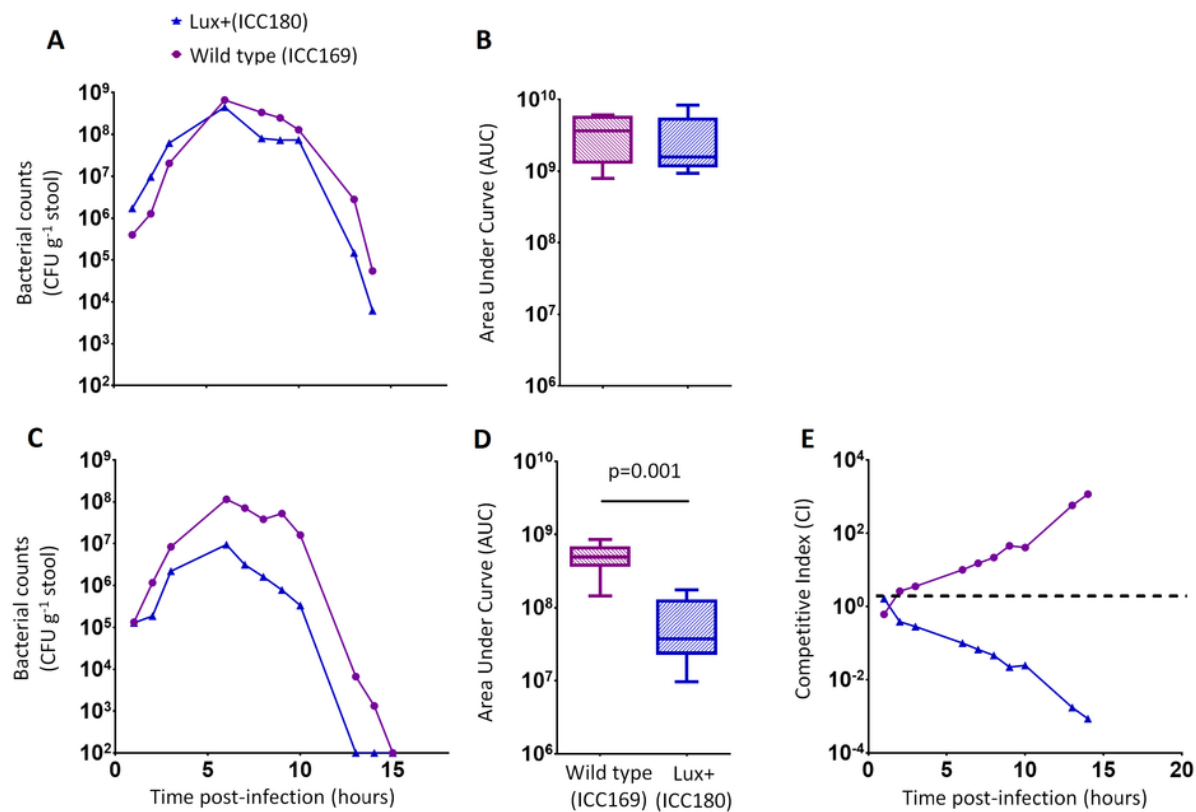 Lux+(ICC180)
Wild type (ICC169)
A
Bacterial counts
(CFU g⁻¹ stool)
10⁹
10⁸
10⁷
10⁶
10⁵
10⁴
10³
10²
B
Area Under Curve (AUC)
10¹⁰
10⁹
10⁸
10⁷
10⁶
C
Bacterial counts
(CFU g⁻¹ stool)
10⁹
10⁸
10⁷
10⁶
10⁵
10⁴
10³
10²
0 5 10 15
Time post-infection (hours)
D
Area Under Curve (AUC)
10¹⁰
10⁹
10⁸
10⁷
10⁶
p=0.001
Wild type Lux+
(ICC169) (ICC180)
E
Competitive Index (CI)
10⁴
10²
10⁰
10⁻²
10⁻⁴
0 5 10 15 20
Time post-infection (hours)